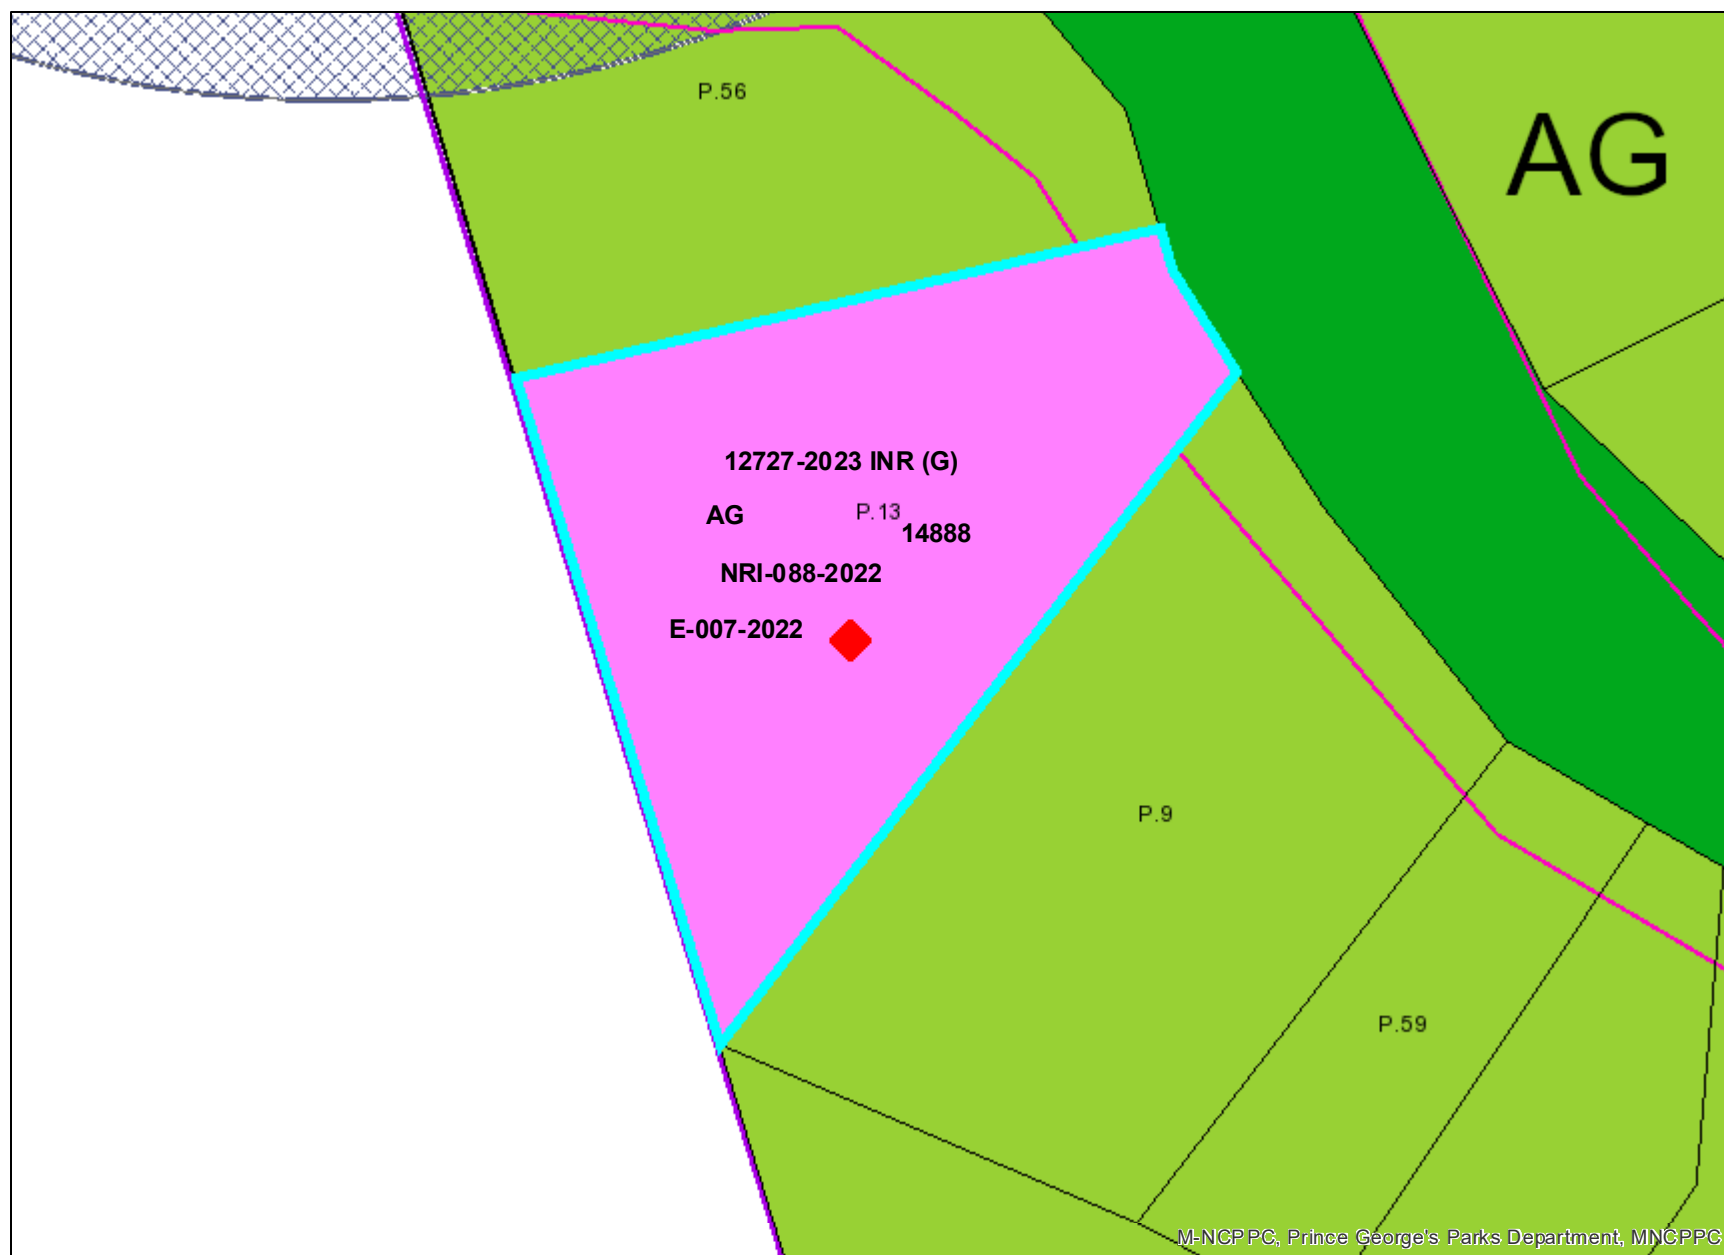 P.56
AG
12727-2023 INR (G)
AG
P.13
14888
NRI-088-2022
E-007-2022
P.9
P.59
M-NCPPC, Prince George's Parks Department, MNCPPC